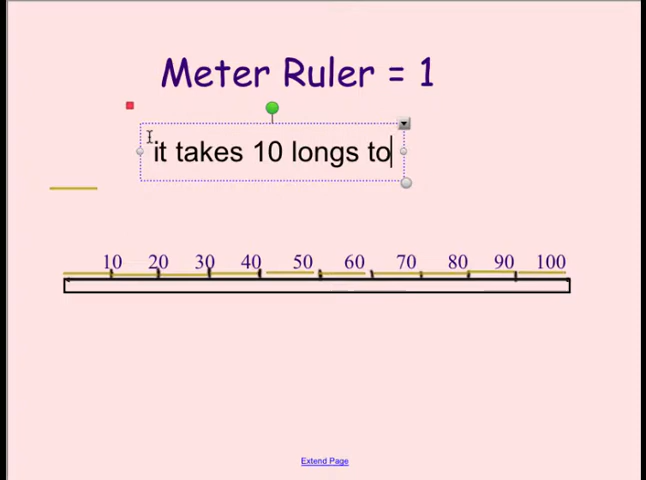 Meter Ruler = 1
it takes 10 longs to
10 20 30 40 50 60 70 80 90 100
Extend Page